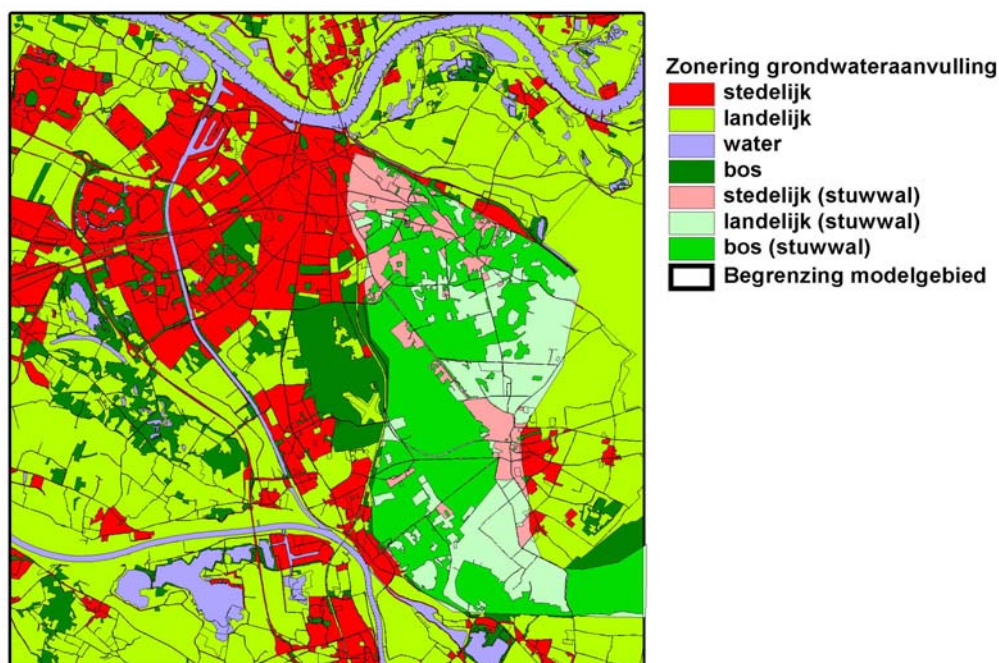 Zonering grondwateraanvulling
stedelijk
landelijk
water
bos
stedelijk (stuwwal)
landelijk (stuwwal)
bos (stuwwal)
Begrenzing modelgebied